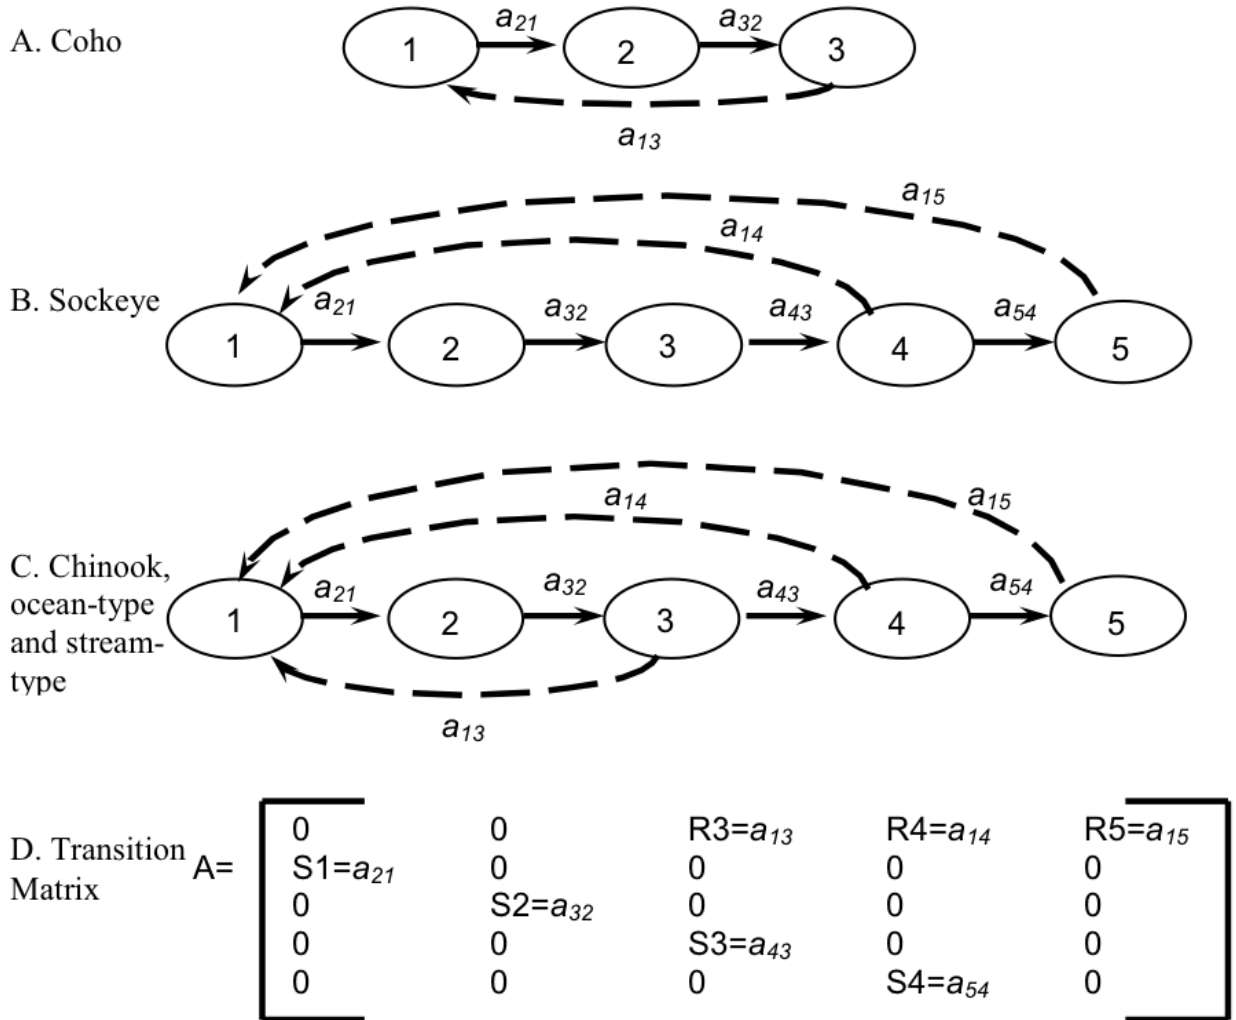 A. Coho
a21
a32
1
2
3
a13
a15
a14
B. Sockeye
a21
a32
a43
a54
1
2
3
4
5
a14
a15
C. Chinook,
ocean-type
and stream-
type
a21
a32
a43
a54
1
2
3
4
5
a13
D. Transition
Matrix
A=
0 0 R3=a13 R4=a14 R5=a15
S1=a21 0 0 0 0
0 S2=a32 0 0 0
0 0 S3=a43 0 0
0 0 0 S4=a54 0